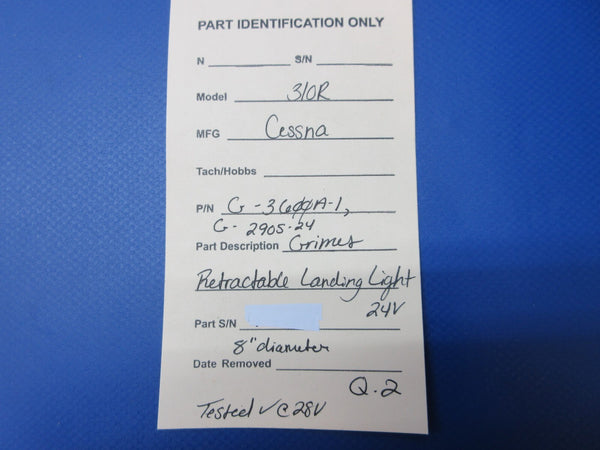 PART IDENTIFICATION ONLY
N S/N
Model 310R
MFG Cessna
Tach/Hobbs
P/N G-3600A-1,
G-2905-24
Part Description Grimes
Retractable Landing Light
24V
Part S/N
8" diameter
Date Removed
Q.2
Tested ✓ @ 28V